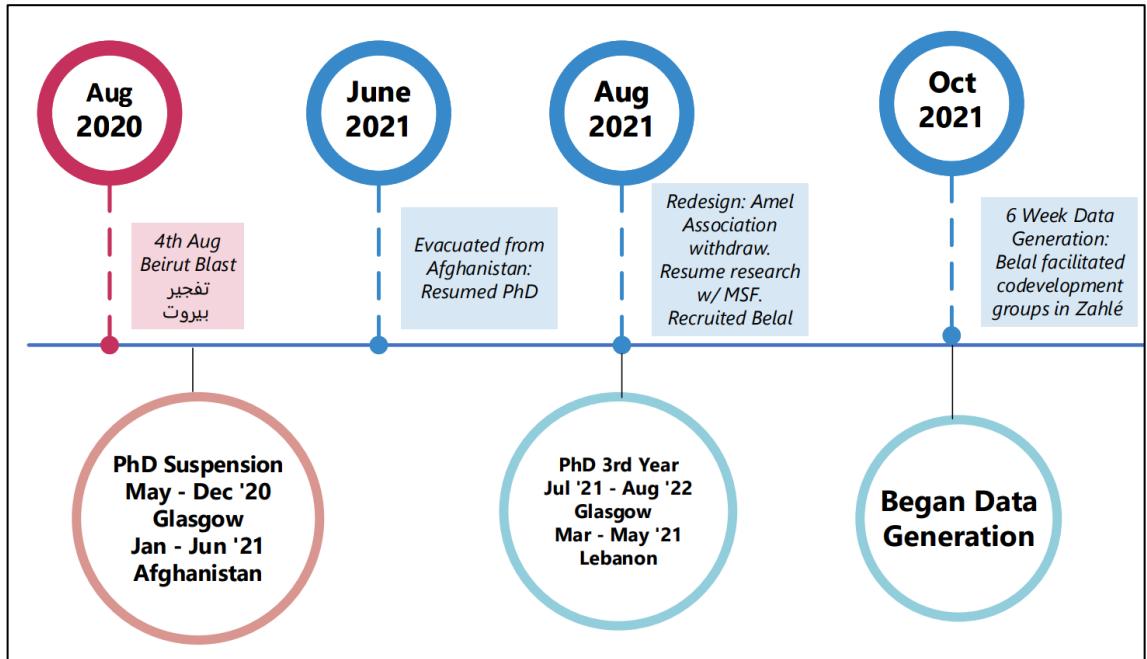 Aug
2020
June
2021
Aug
2021
Oct
2021
4th Aug
Beirut Blast
تفجير
بيروت
Evacuated from
Afghanistan:
Resumed PhD
Redesign: Amel
Association
withdraw.
Resume research
w/ MSF.
Recruited Belal
6 Week Data
Generation:
Belal facilitated
codevelopment
groups in Zahlé
PhD Suspension
May - Dec '20
Glasgow
Jan - Jun '21
Afghanistan
PhD 3rd Year
Jul '21 - Aug '22
Glasgow
Mar - May '21
Lebanon
Began Data
Generation